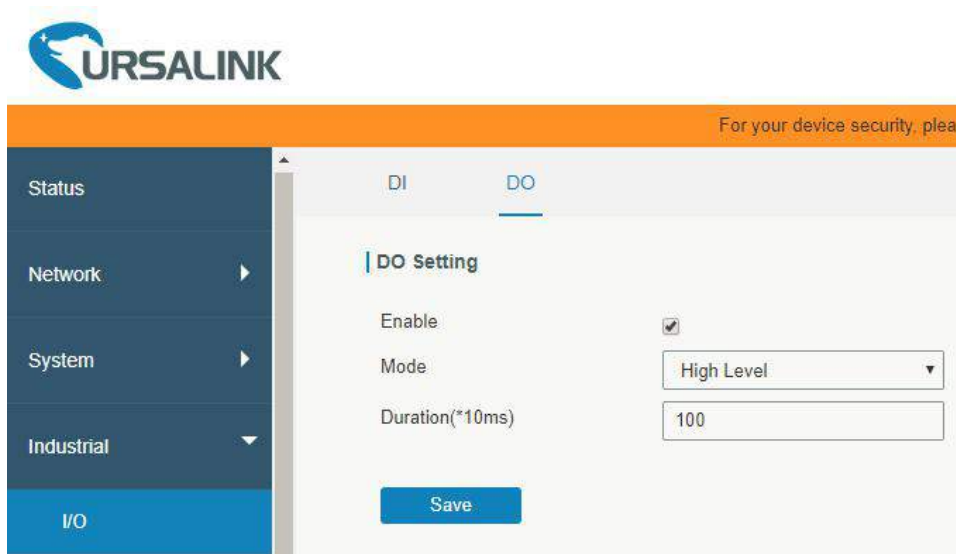 URSALINK
For your device security, plea
Status
DI DO
DO Setting
Network
Enable
System
Mode High Level
Duration(*10ms) 100
Industrial
Save
I/O